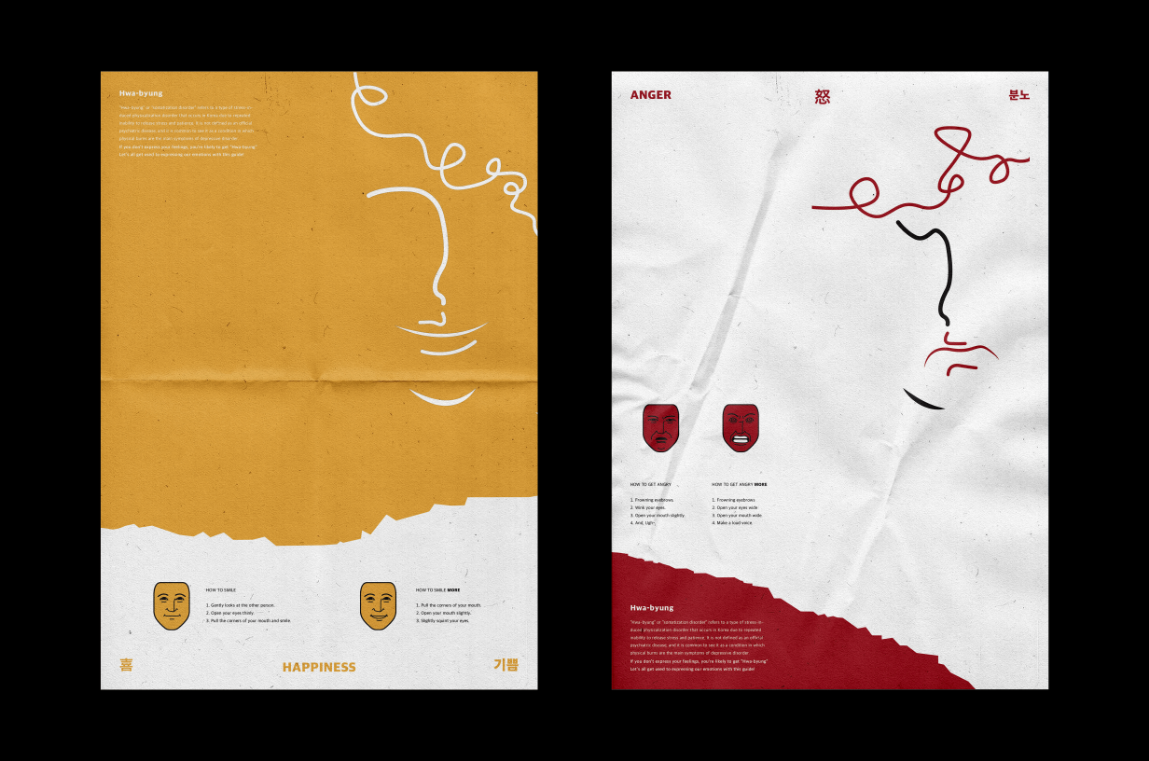 Hwa-byung
"Hwa-byung" or "somatization disorder" refers to a type of stress-in-
duced physicalization disorder that occurs in Korea due to repeated
inability to release stress and patience. It is not defined as an official
psychiatric disease, and it is common to see it as a condition in which
physical burns are the main symptoms of depressive disorder.
If you don't express your feelings, you're likely to get "Hwa-byung"
Let's all get used to expressing our emotions with this guide!
HOW TO SMILE
1. Gently looks at the other person.
2. Open your eyes thinly.
3. Pull the corners of your mouth and smile.
HOW TO SMILE MORE
1. Pull the corners of your mouth
2. Open your mouth slightly.
3. Slightly squint your eyes.
喜
HAPPINESS
기쁨
ANGER
怒
분노
HOW TO GET ANGRY
1. Frowning eyebrows.
2. Wink your eyes.
3. Open your mouth slightly.
4. And, Ugh-
HOW TO GET ANGRY MORE
1. Frowning eyebrows.
2. Open your eyes wide
3. Open your mouth wide.
4. Make a loud voice.
Hwa-byung
"Hwa-byung" or "somatization disorder" refers to a type of stress-in-
duced physicalization disorder that occurs in Korea due to repeated
inability to release stress and patience. It is not defined as an official
psychiatric disease, and it is common to see it as a condition in which
physical burns are the main symptoms of depressive disorder.
If you don't express your feelings, you're likely to get "Hwa-byung"
Let's all get used to expressing our emotions with this guide!